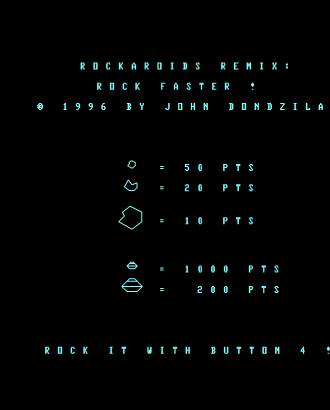 ROCKAROIDS REMIX:
ROCK FASTER !
© 1996 BY JOHN DONDZILA
= 50 PTS
= 20 PTS
= 10 PTS
= 1000 PTS
= 200 PTS
ROCK IT WITH BUTTON 4 !